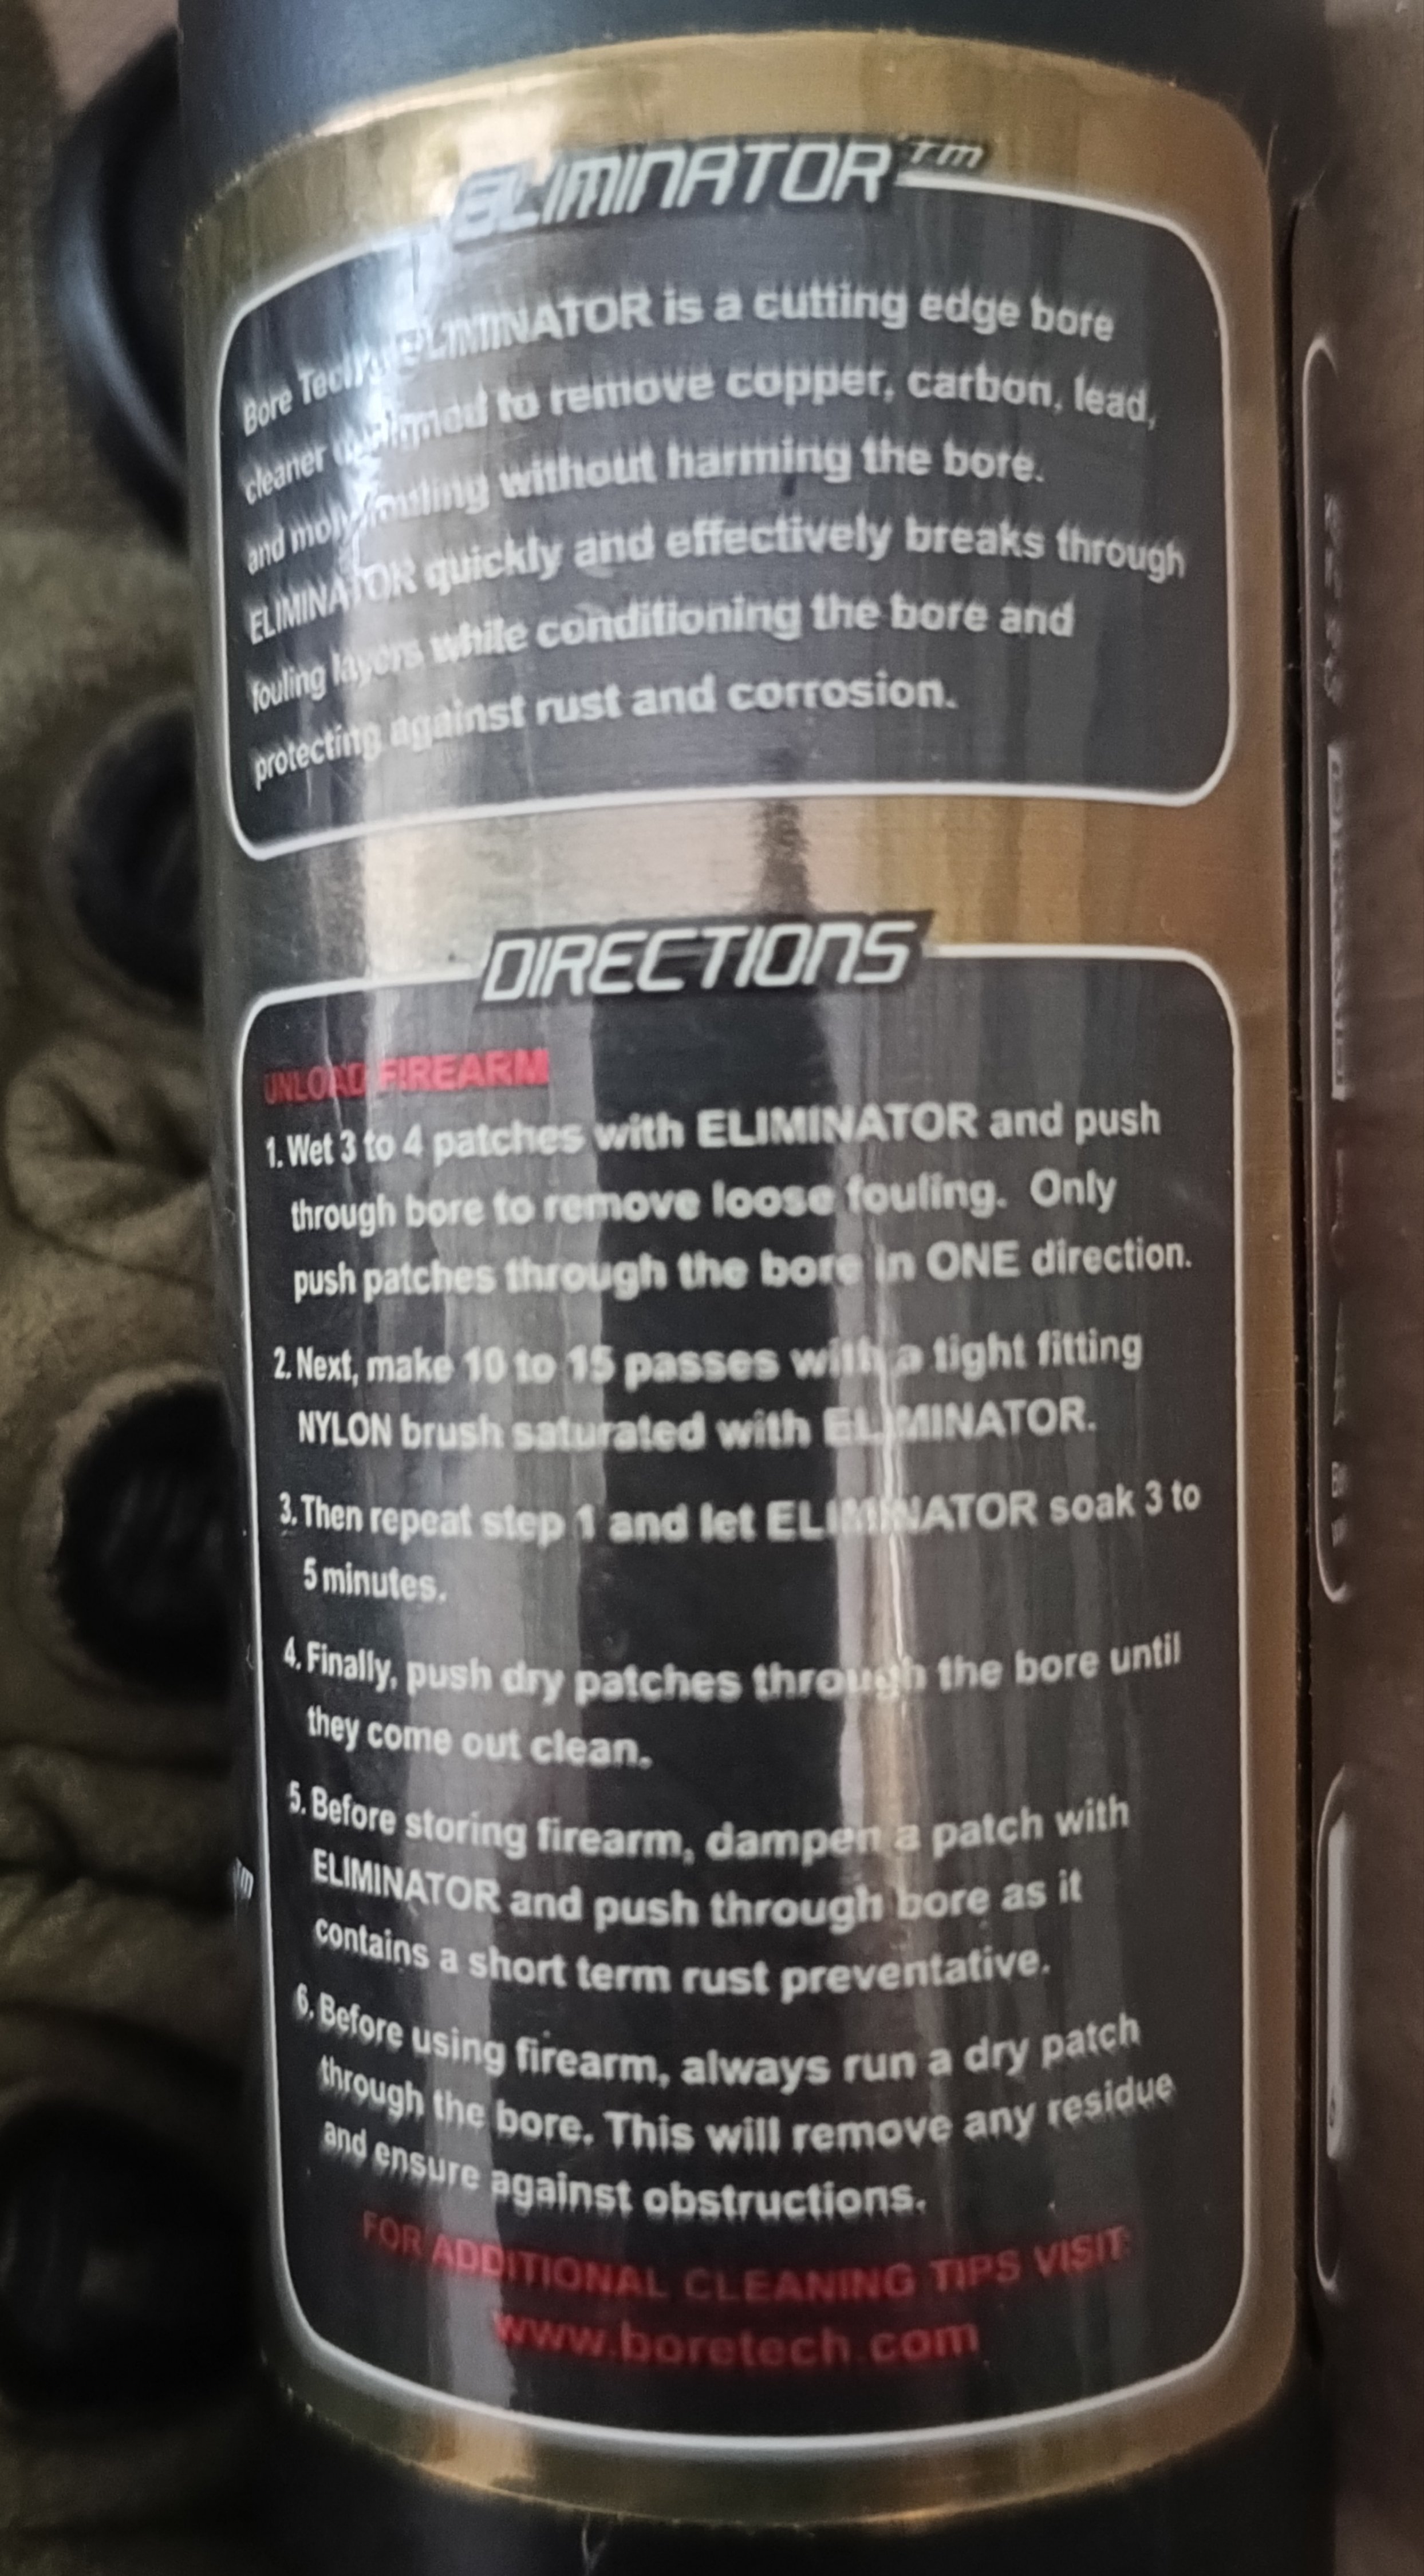 ELIMINATOR™
Bore Tech's ELIMINATOR is a cutting edge bore
cleaner designed to remove copper, carbon, lead,
and moly fouling without harming the bore.
ELIMINATOR quickly and effectively breaks through
fouling layers while conditioning the bore and
protecting against rust and corrosion.
DIRECTIONS
UNLOAD FIREARM
1. Wet 3 to 4 patches with ELIMINATOR and push
through bore to remove loose fouling. Only
push patches through the bore in ONE direction.
2. Next, make 10 to 15 passes with a tight fitting
NYLON brush saturated with ELIMINATOR.
3. Then repeat step 1 and let ELIMINATOR soak 3 to
5 minutes.
4. Finally, push dry patches through the bore until
they come out clean.
5. Before storing firearm, dampen a patch with
ELIMINATOR and push through bore as it
contains a short term rust preventative.
6. Before using firearm, always run a dry patch
through the bore. This will remove any residue
and ensure against obstructions.
FOR ADDITIONAL CLEANING TIPS VISIT:
www.boretech.com